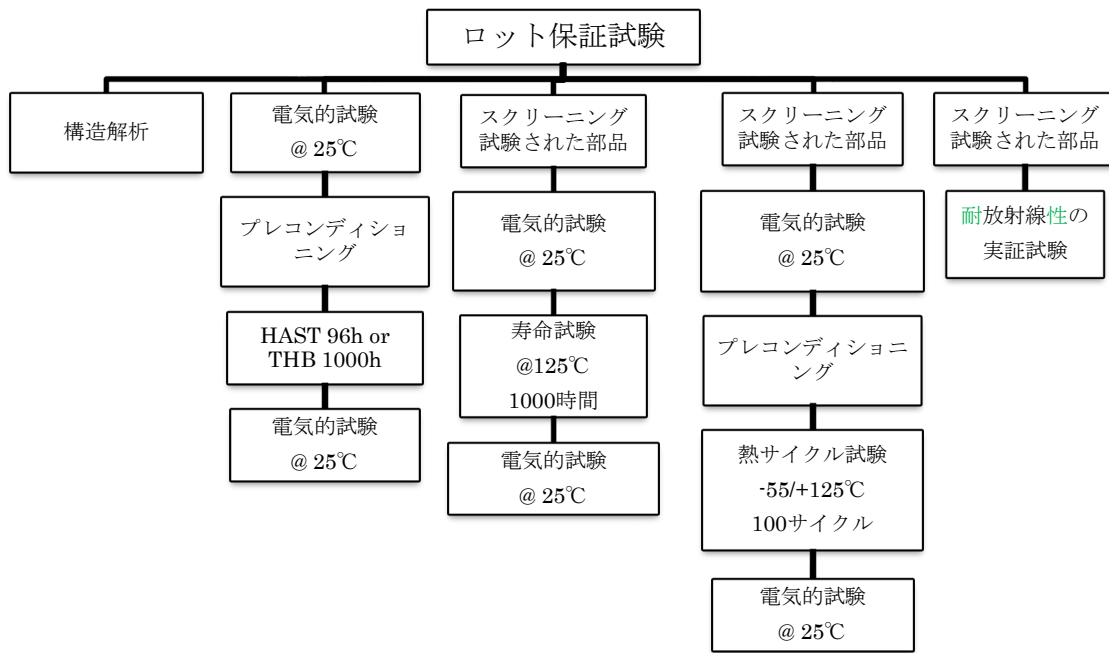 ロット保証試験
構造解析
電気的試験
@ 25℃
プレコンディショ
ニング
HAST 96h or
THB 1000h
電気的試験
@ 25℃
スクリーニング
試験された部品
電気的試験
@ 25℃
寿命試験
@125℃
1000時間
電気的試験
@ 25℃
スクリーニング
試験された部品
電気的試験
@ 25℃
プレコンディショニ
ング
熱サイクル試験
-55/+125℃
100サイクル
電気的試験
@ 25℃
スクリーニング
試験された部品
耐放射線性の
実証試験